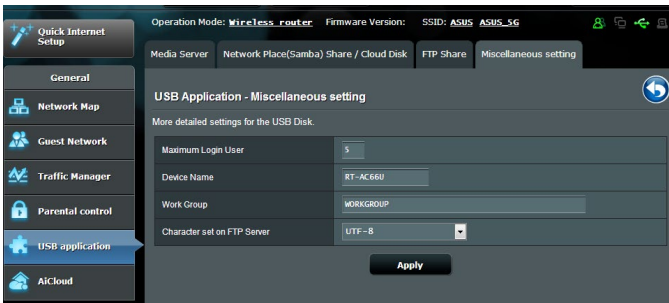 Quick Internet
Setup
Operation Mode: Wireless router Firmware Version: SSID: ASUS ASUS_5G
Media Server Network Place(Samba) Share / Cloud Disk FTP Share Miscellaneous setting
General
Network Map
Guest Network
Traffic Manager
Parental control
USB application
AiCloud
USB Application - Miscellaneous setting
More detailed settings for the USB Disk.
Maximum Login User 5
Device Name RT-AC66U
Work Group WORKGROUP
Character set on FTP Server UTF-8
Apply